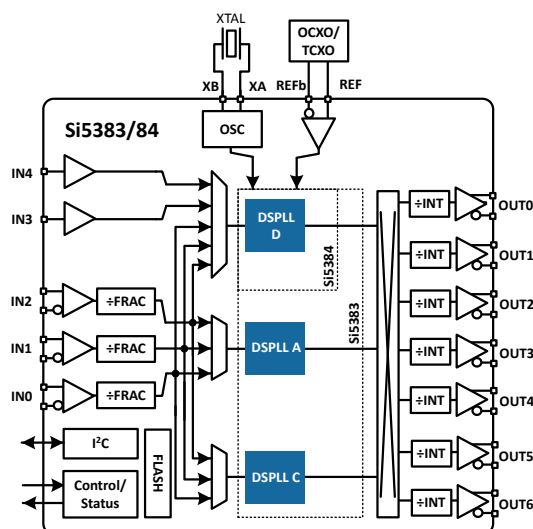 XTAL
OCXO/
TCXO
XB
XA
REFb
REF
Si5383/84
OSC
IN4
IN3
DSPLL
D
Si5384
Si5383
÷INT
OUT0
÷INT
OUT1
IN2
÷FRAC
÷INT
OUT2
IN1
÷FRAC
DSPLL A
÷INT
OUT3
IN0
÷FRAC
÷INT
OUT4
I²C
FLASH
÷INT
OUT5
Control/
Status
DSPLL C
÷INT
OUT6